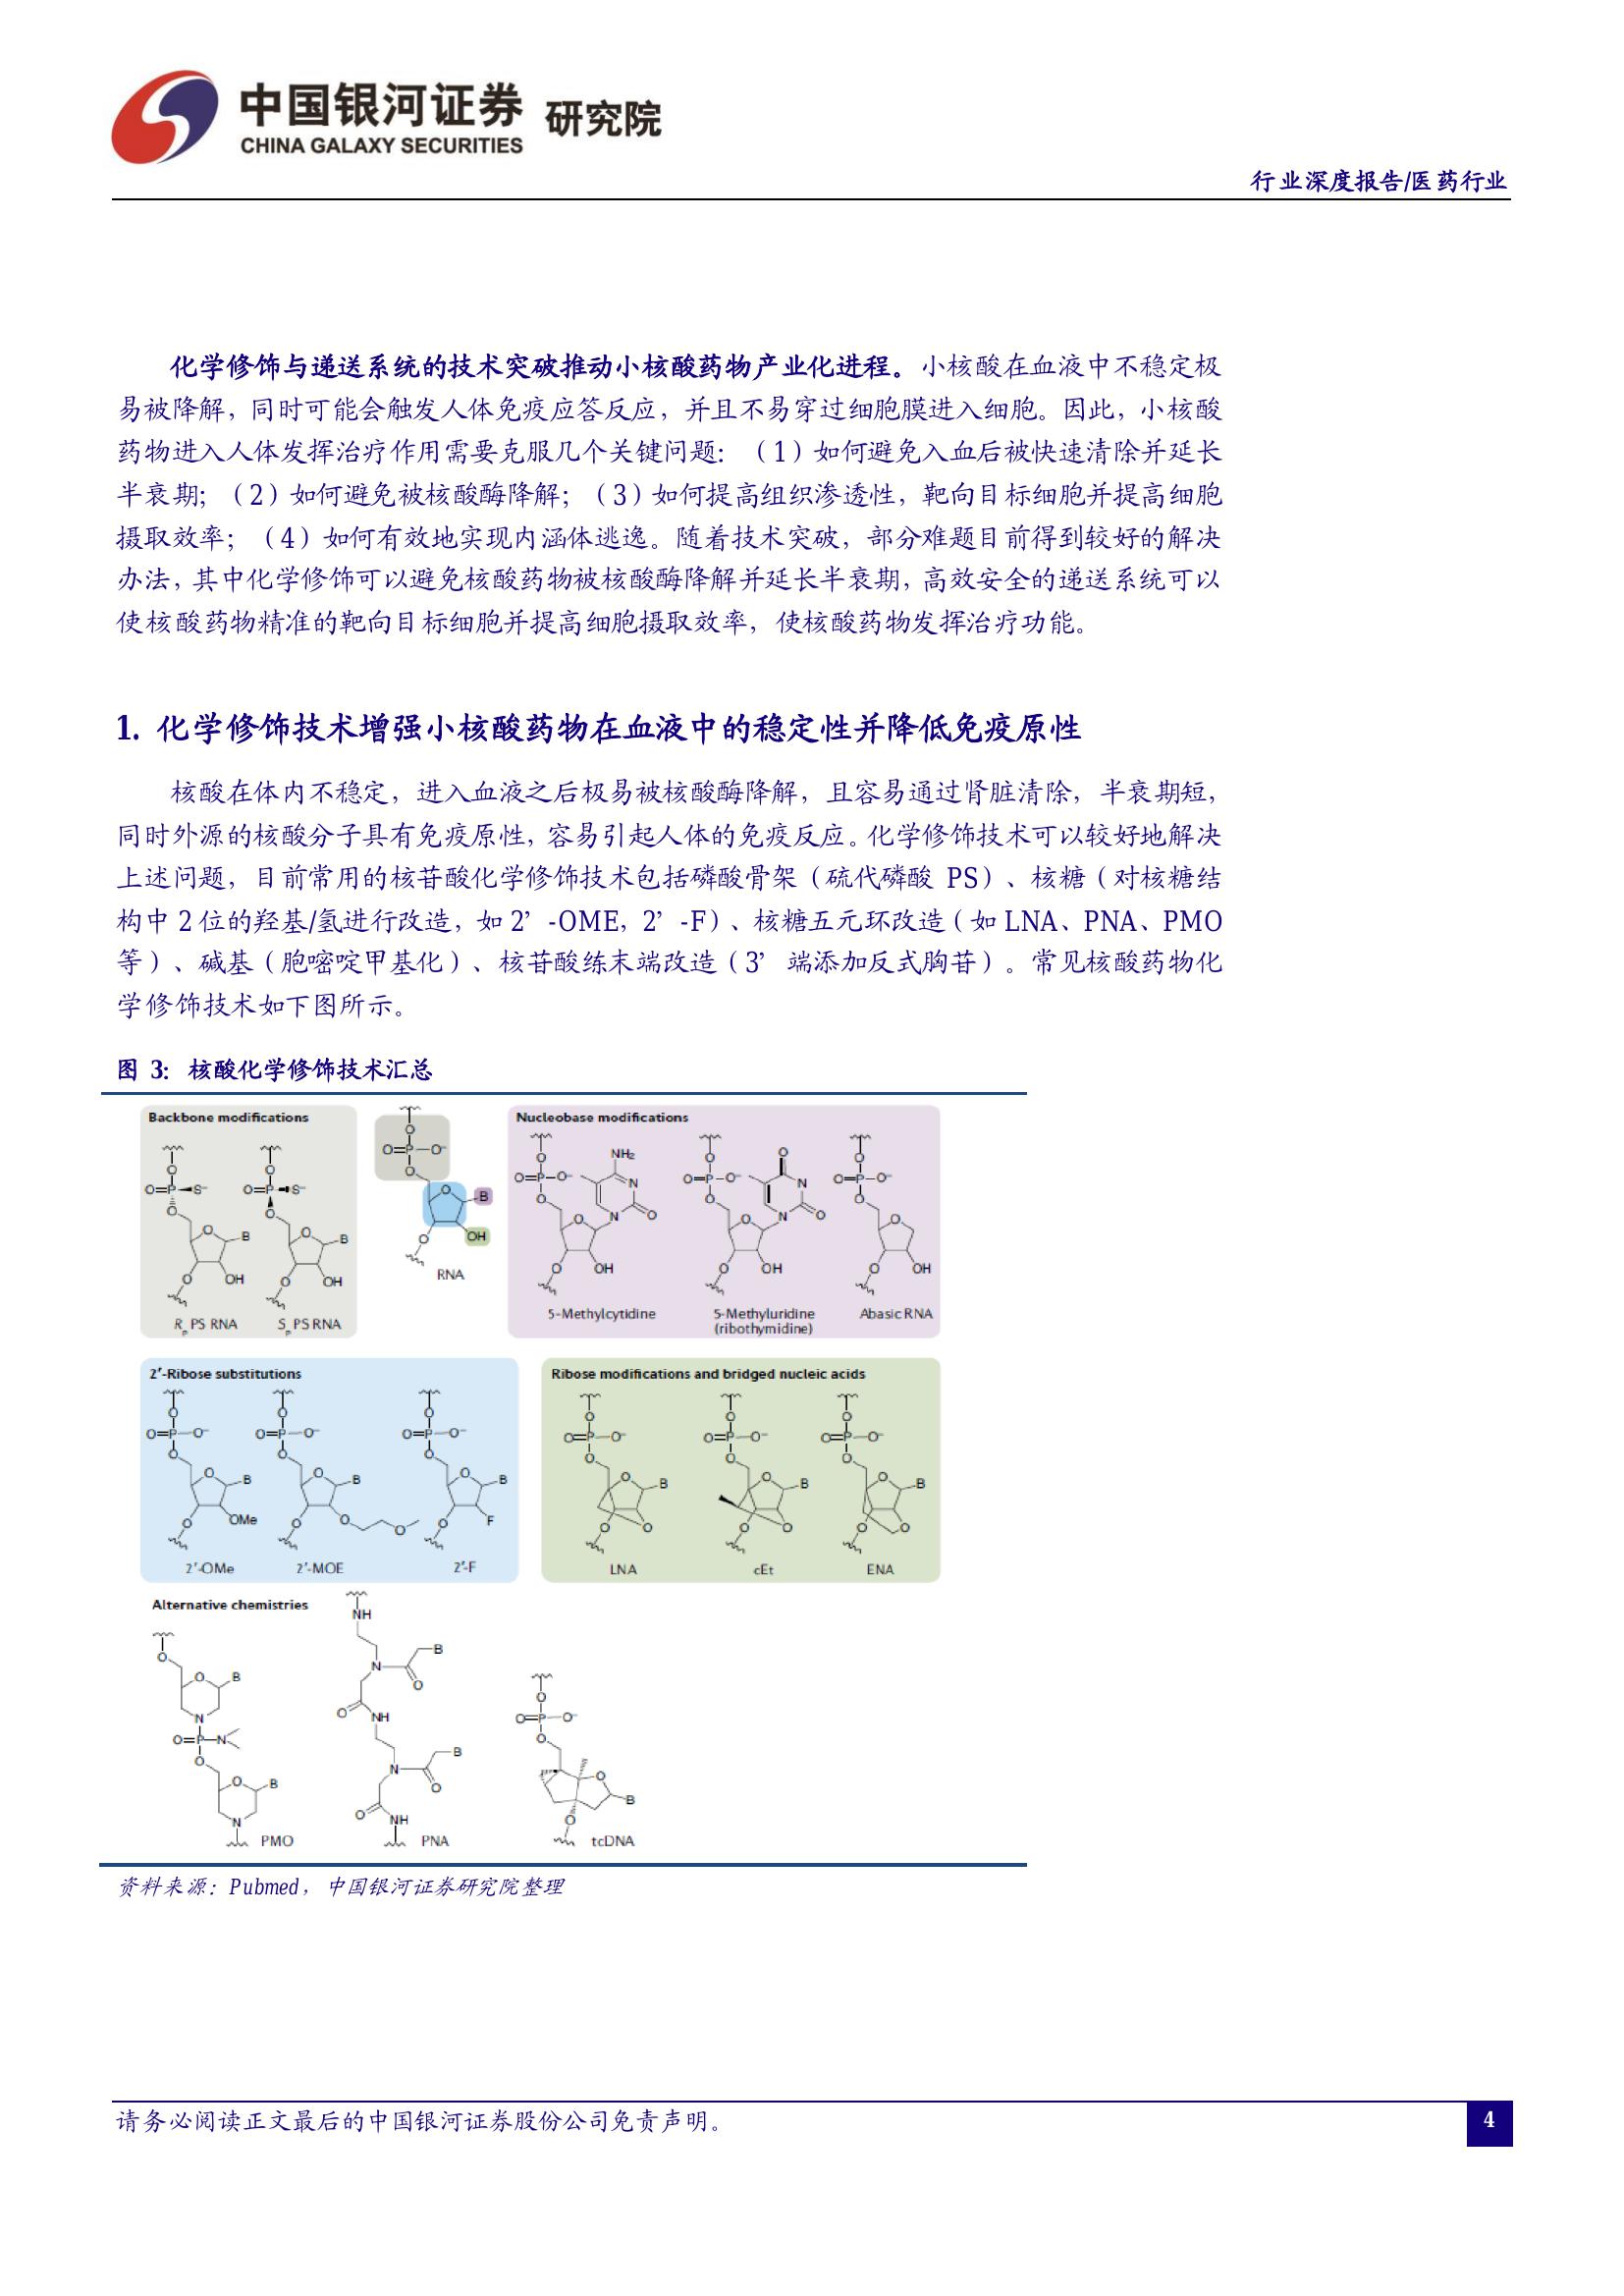 中国银河证券 研究院
CHINA GALAXY SECURITIES
行业深度报告/医药行业
化学修饰与递送系统的技术突破推动小核酸药物产业化进程。小核酸在血液中不稳定极
易被降解，同时可能会触发人体免疫应答反应，并且不易穿过细胞膜进入细胞。因此，小核酸
药物进入人体发挥治疗作用需要克服几个关键问题：（1）如何避免入血后被快速清除并延长
半衰期；（2）如何避免被核酸酶降解；（3）如何提高组织渗透性，靶向目标细胞并提高细胞
摄取效率；（4）如何有效地实现内涵体逃逸。随着技术突破，部分难题目前得到较好的解决
办法，其中化学修饰可以避免核酸药物被核酸酶降解并延长半衰期，高效安全的递送系统可以
使核酸药物精准的靶向目标细胞并提高细胞摄取效率，使核酸药物发挥治疗功能。
1. 化学修饰技术增强小核酸药物在血液中的稳定性并降低免疫原性
核酸在体内不稳定，进入血液之后极易被核酸酶降解，且容易通过肾脏清除，半衰期短，
同时外源的核酸分子具有免疫原性，容易引起人体的免疫反应。化学修饰技术可以较好地解决
上述问题，目前常用的核苷酸化学修饰技术包括磷酸骨架（硫代磷酸 PS）、核糖（对核糖结
构中 2 位的羟基/氢进行改造，如 2’-OME，2’-F）、核糖五元环改造（如 LNA、PNA、PMO
等）、碱基（胞嘧啶甲基化）、核苷酸练末端改造（3’端添加反式胸苷）。常见核酸药物化
学修饰技术如下图所示。
图 3：核酸化学修饰技术汇总
Backbone modifications
Rp PS RNA
Sp PS RNA
RNA
Nucleobase modifications
5-Methylcytidine
5-Methyluridine
(ribothymidine)
Abasic RNA
2′-Ribose substitutions
2′-OMe
2′-MOE
2′-F
Ribose modifications and bridged nucleic acids
LNA
cEt
ENA
Alternative chemistries
PMO
PNA
tcDNA
资料来源：Pubmed，中国银河证券研究院整理
请务必阅读正文最后的中国银河证券股份公司免责声明。
4